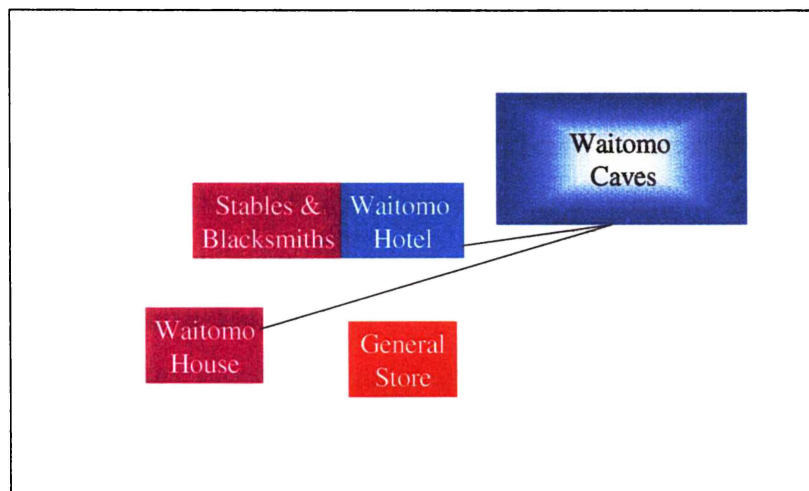 Waitomo
Caves
Stables &
Blacksmiths
Waitomo
Hotel
Waitomo
House
General
Store